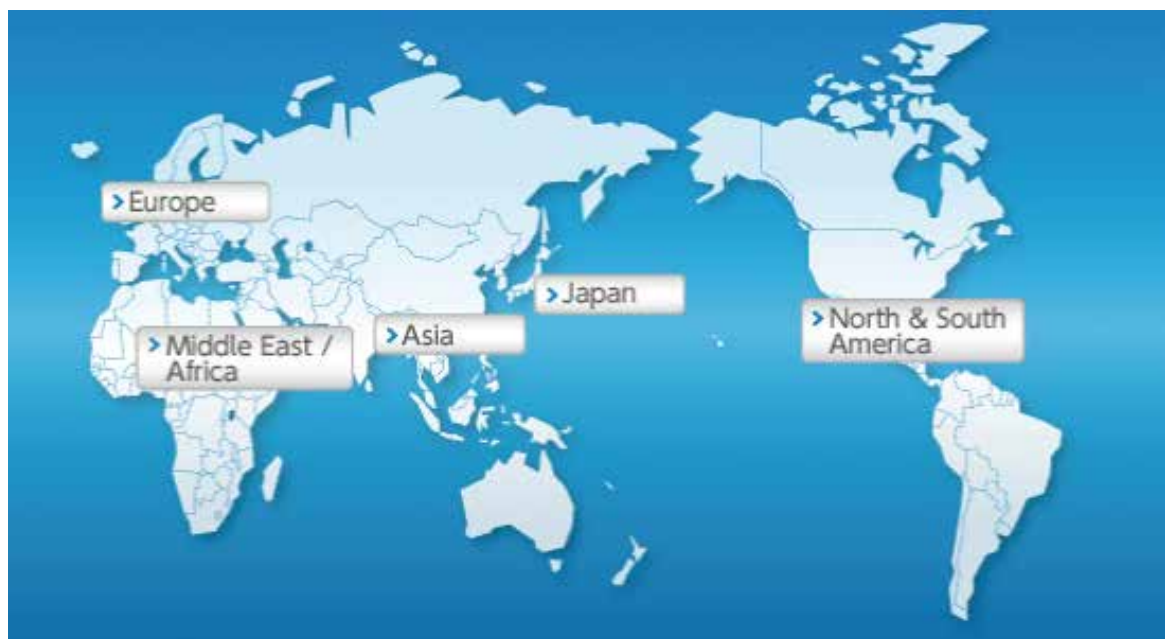 Europe
Japan
North & South
America
Asia
Middle East /
Africa